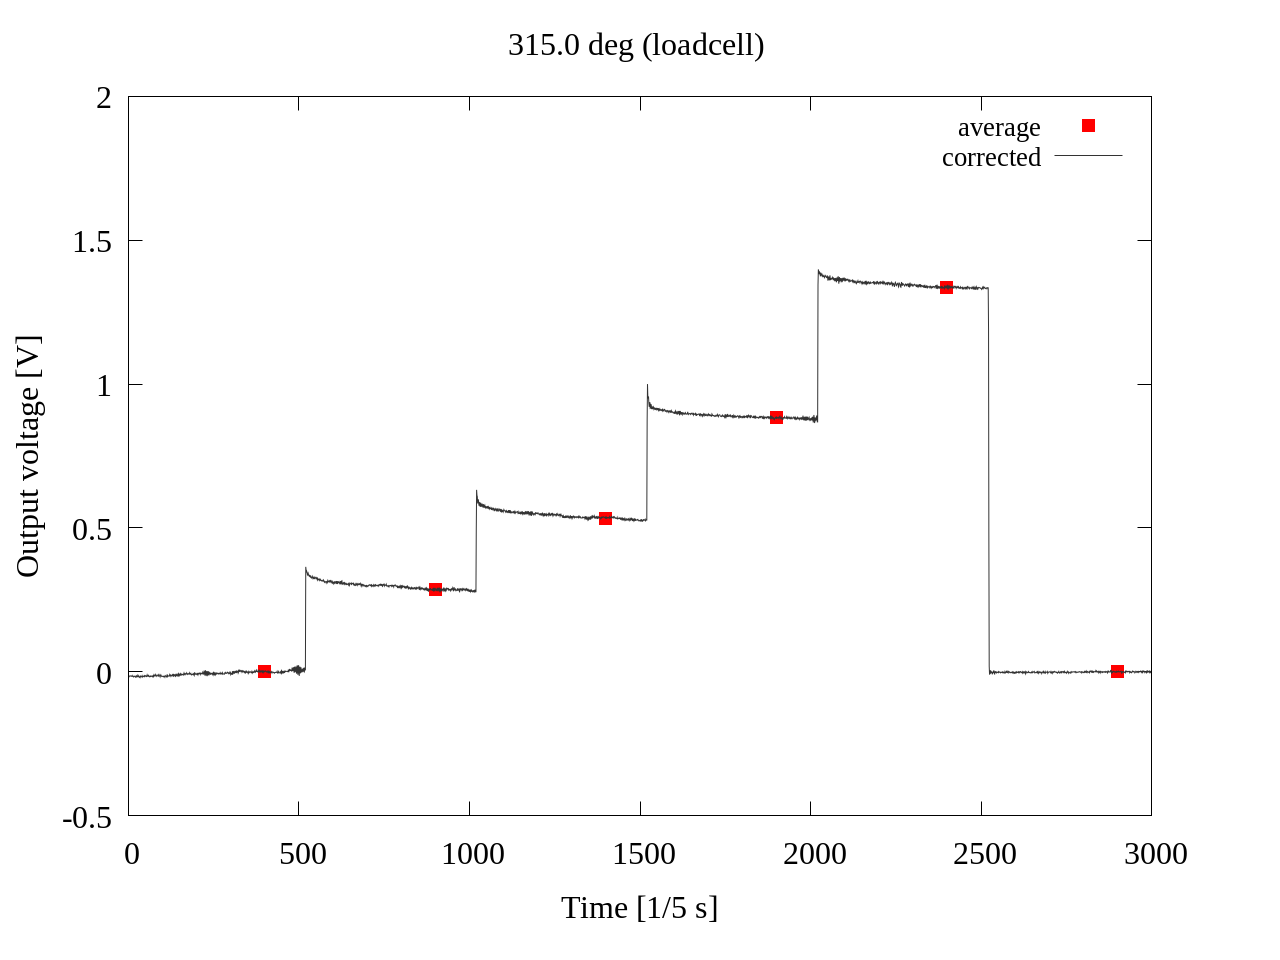 315.0 deg (loadcell)
average
corrected
2
1.5
1
0.5
0
-0.5
Output voltage [V]
0 500 1000 1500 2000 2500 3000
Time [1/5 s]